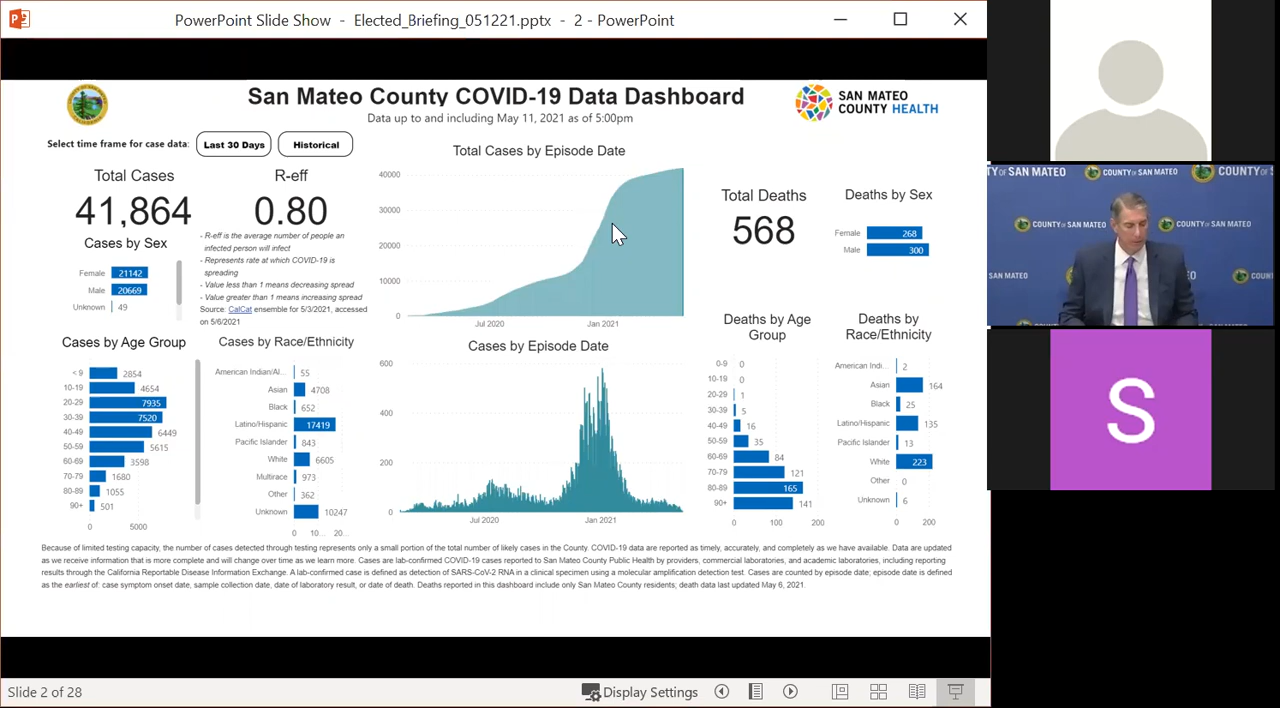 PowerPoint Slide Show - Elected_Briefing_051221.pptx - 2 - PowerPoint
San Mateo County COVID-19 Data Dashboard
Data up to and including May 11, 2021 as of 5:00pm
SAN MATEO
COUNTY HEALTH
Select time frame for case data:
Last 30 Days
Historical
Total Cases
41,864
R-eff
0.80
- R-eff is the average number of people an
infected person will infect
- Represents rate at which COVID-19 is
spreading
- Value less than 1 means decreasing spread
- Value greater than 1 means increasing spread
Source: CalCat ensemble for 5/3/2021, accessed
on 5/6/2021
Cases by Sex
Female 21142
Male 20669
Unknown 49
Total Cases by Episode Date
40000
30000
20000
10000
0
Jul 2020 Jan 2021
Total Deaths
568
Deaths by Sex
Female 268
Male 300
Cases by Age Group
< 9 2854
10-19 4654
20-29 7935
30-39 7520
40-49 6449
50-59 5615
60-69 3598
70-79 1680
80-89 1055
90+ 501
0 5000
Cases by Race/Ethnicity
American Indian/Al... 55
Asian 4708
Black 652
Latino/Hispanic 17419
Pacific Islander 843
White 6605
Multirace 973
Other 362
Unknown 10247
0 10... 20...
Cases by Episode Date
600
400
200
0
Jul 2020 Jan 2021
Deaths by Age
Group
0-9 0
10-19 0
20-29 1
30-39 5
40-49 16
50-59 35
60-69 84
70-79 121
80-89 165
90+ 141
0 100 200
Deaths by
Race/Ethnicity
American Indi... 2
Asian 164
Black 25
Latino/Hispanic 135
Pacific Islander 13
White 223
Other 0
Unknown 6
0 200
Because of limited testing capacity, the number of cases detected through testing represents only a small portion of the total number of likely cases in the County. COVID-19 data are reported as timely, accurately, and completely as we have available. Data are updated
as we receive information that is more complete and will change over time as we learn more. Cases are lab-confirmed COVID-19 cases reported to San Mateo County Public Health by providers, commercial laboratories, and academic laboratories, including reporting
results through the California Reportable Disease Information Exchange. A lab-confirmed case is defined as detection of SARS-CoV-2 RNA in a clinical specimen using a molecular amplification detection test. Cases are counted by episode date; episode date is defined
as the earliest of: case symptom onset date, sample collection date, date of laboratory result, or date of death. Deaths reported in this dashboard include only San Mateo County residents; death data last updated May 6, 2021.
Slide 2 of 28
Display Settings
TY OF SAN MATEO COUNTY OF SAN MATEO COUNTY OF S
COUNTY OF SAN MATEO COUNTY OF SAN MATEO
SAN MATEO EO COUNTY
S